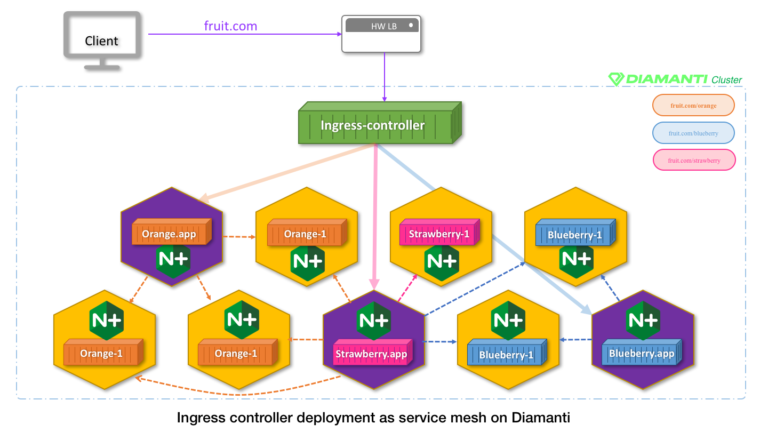 fruit.com
HW LB
Client
DIAMANTI Cluster
fruit.com/orange
Ingress-controller
fruit.com/blueberry
fruit.com/strawberry
Orange.app
N+
Orange-1
N+
Strawberry-1
N+
Blueberry-1
N+
N+
Orange-1
N+
Orange-1
N+
Strawberry.app
N+
Blueberry-1
N+
Blueberry.app
Ingress controller deployment as service mesh on Diamanti